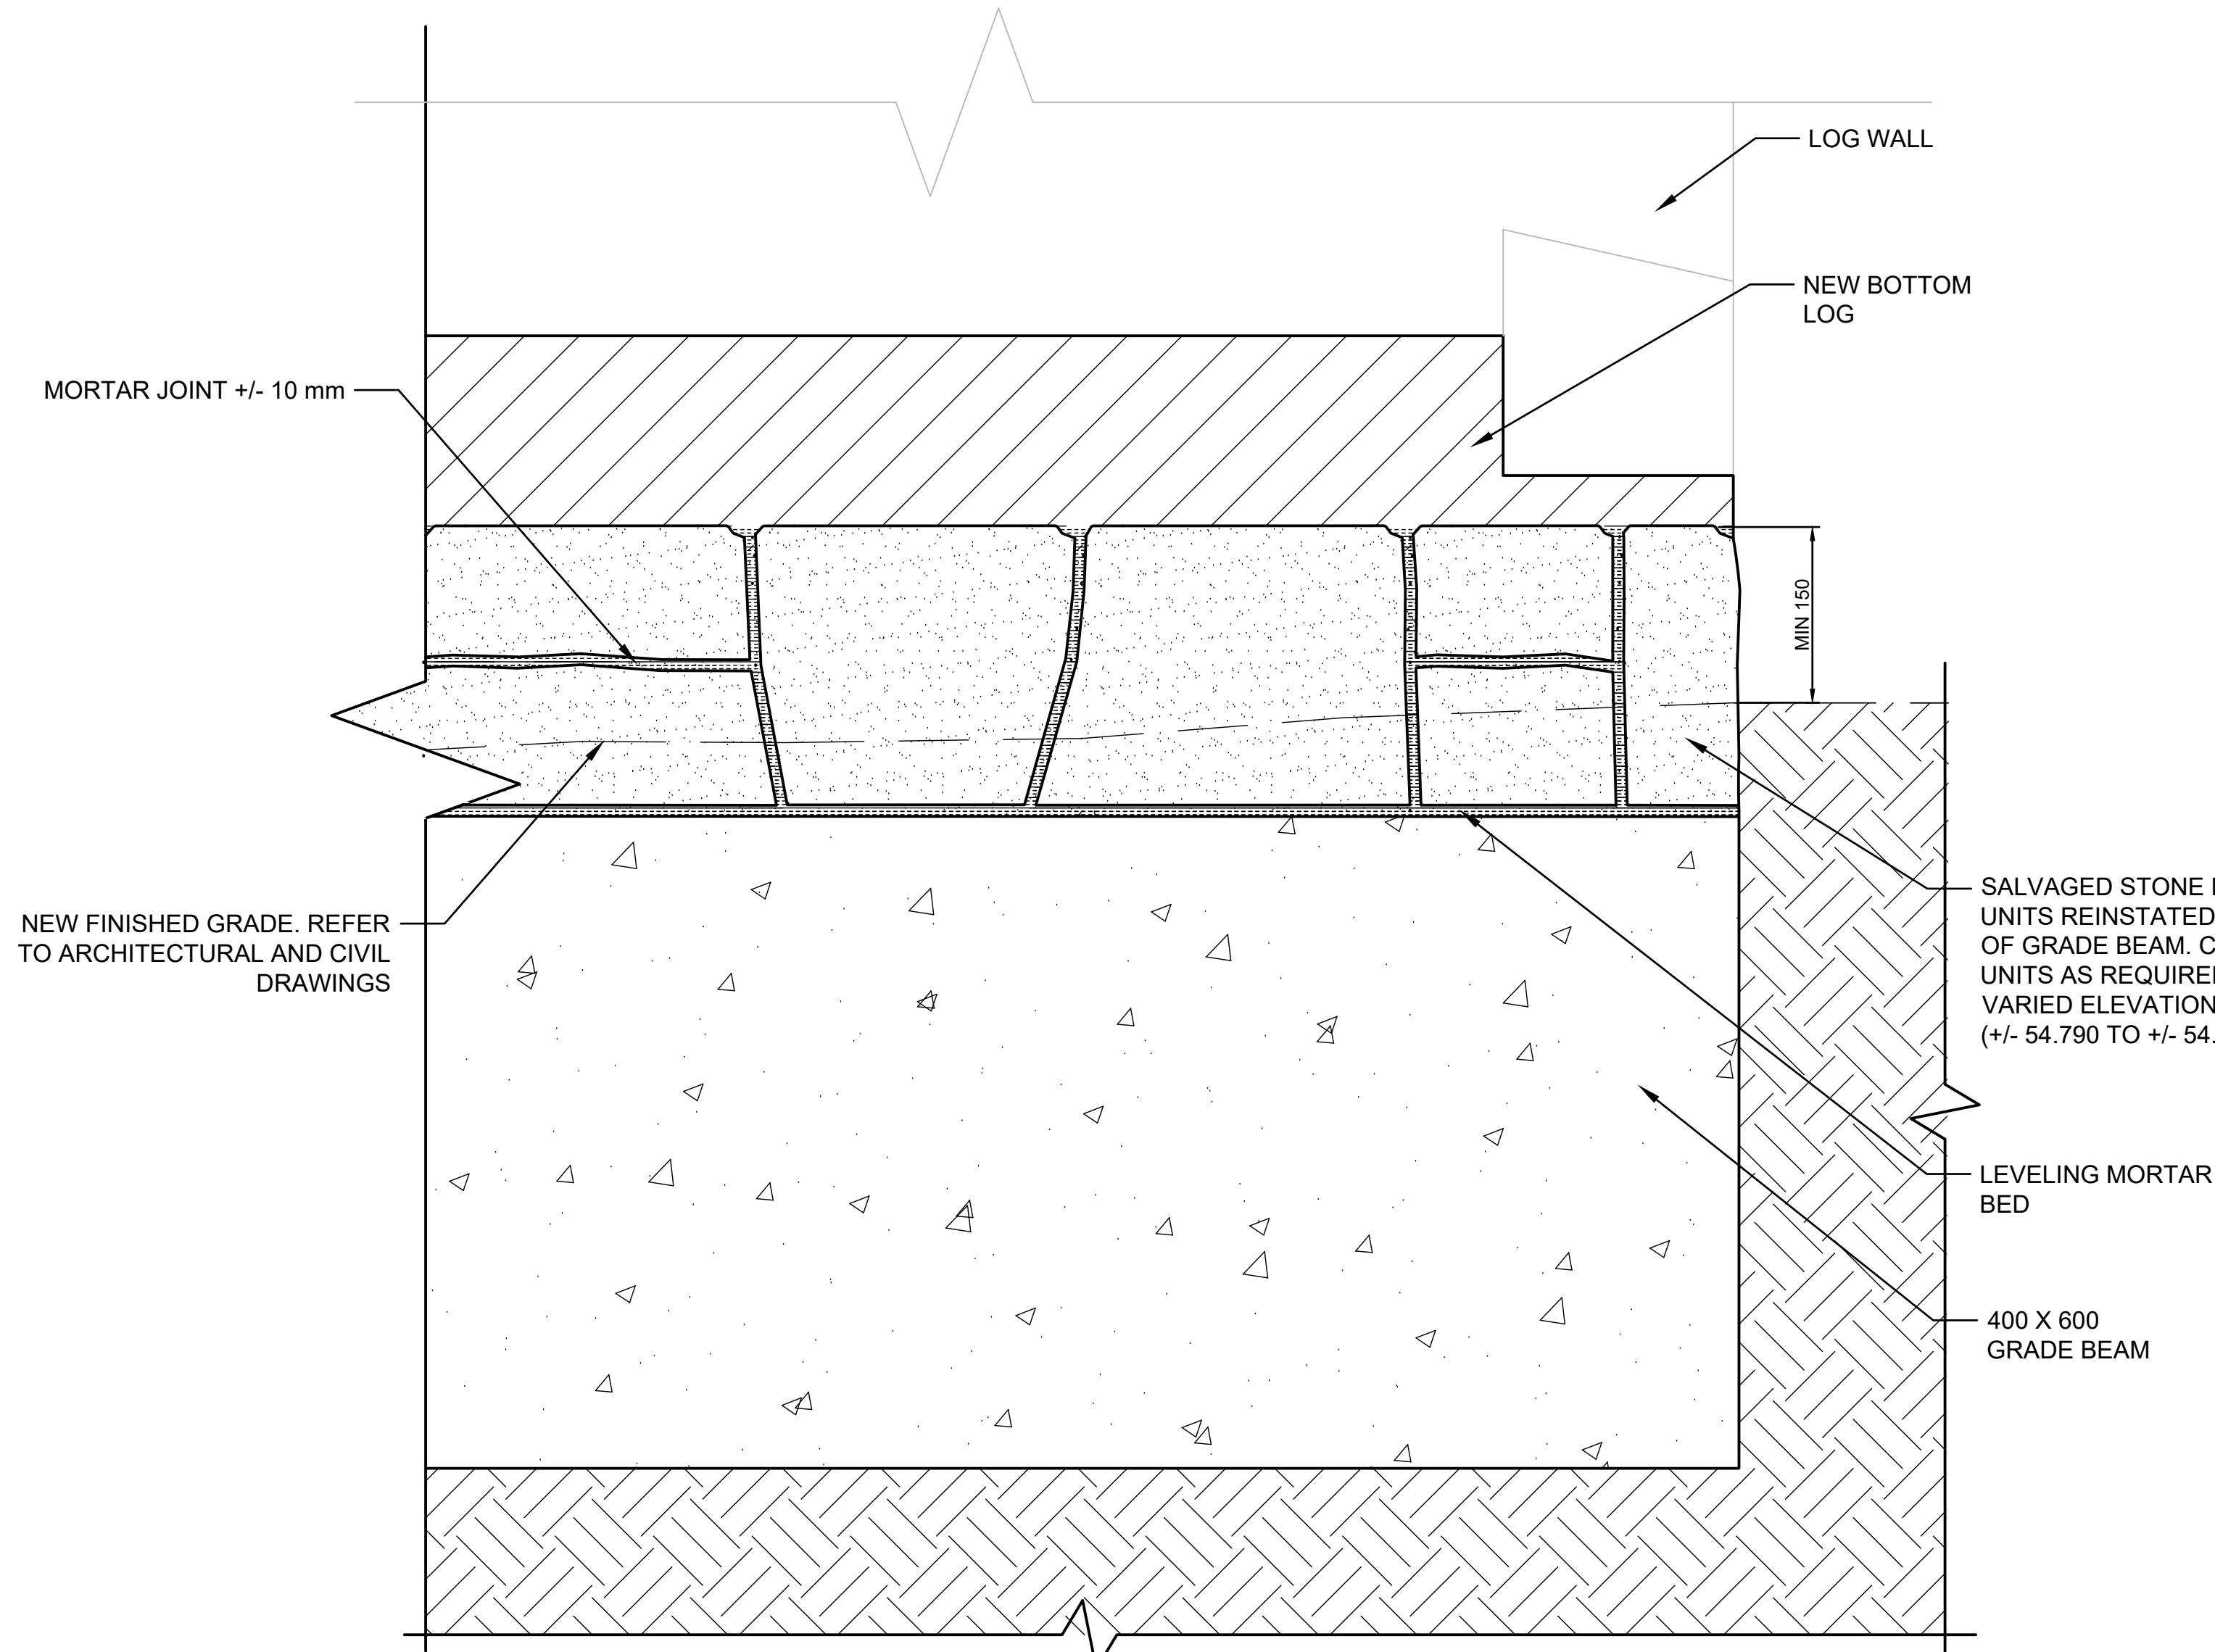 LOG WALL
NEW BOTTOM
LOG
MORTAR JOINT +/- 10 mm
MIN 150
NEW FINISHED GRADE. REFER
TO ARCHITECTURAL AND CIVIL
DRAWINGS
SALVAGED STONE
UNITS REINSTATED
OF GRADE BEAM.
UNITS AS
VARIED ELEVATION
(+/- 54.790 TO +/- 54.
LEVELING MORTAR
BED
400 X 600
GRADE BEAM